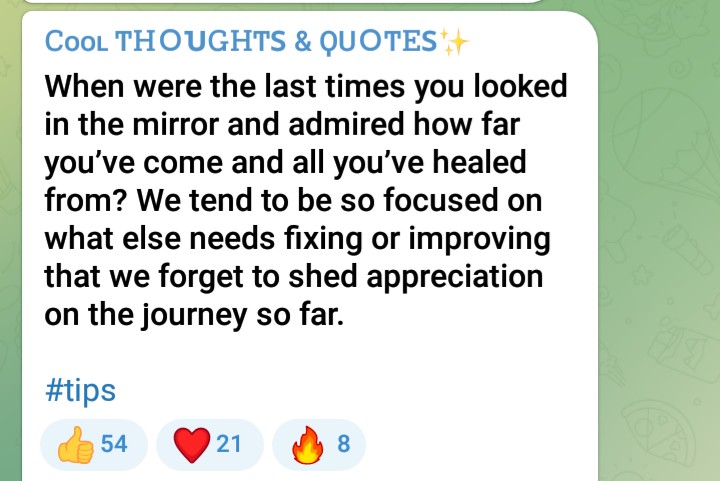 Cool THOUGHTS & QUOTES✨
When were the last times you looked
in the mirror and admired how far
you've come and all you've healed
from? We tend to be so focused on
what else needs fixing or improving
that we forget to shed appreciation
on the journey so far.
#tips
👍 54 ❤️ 21 🔥 8